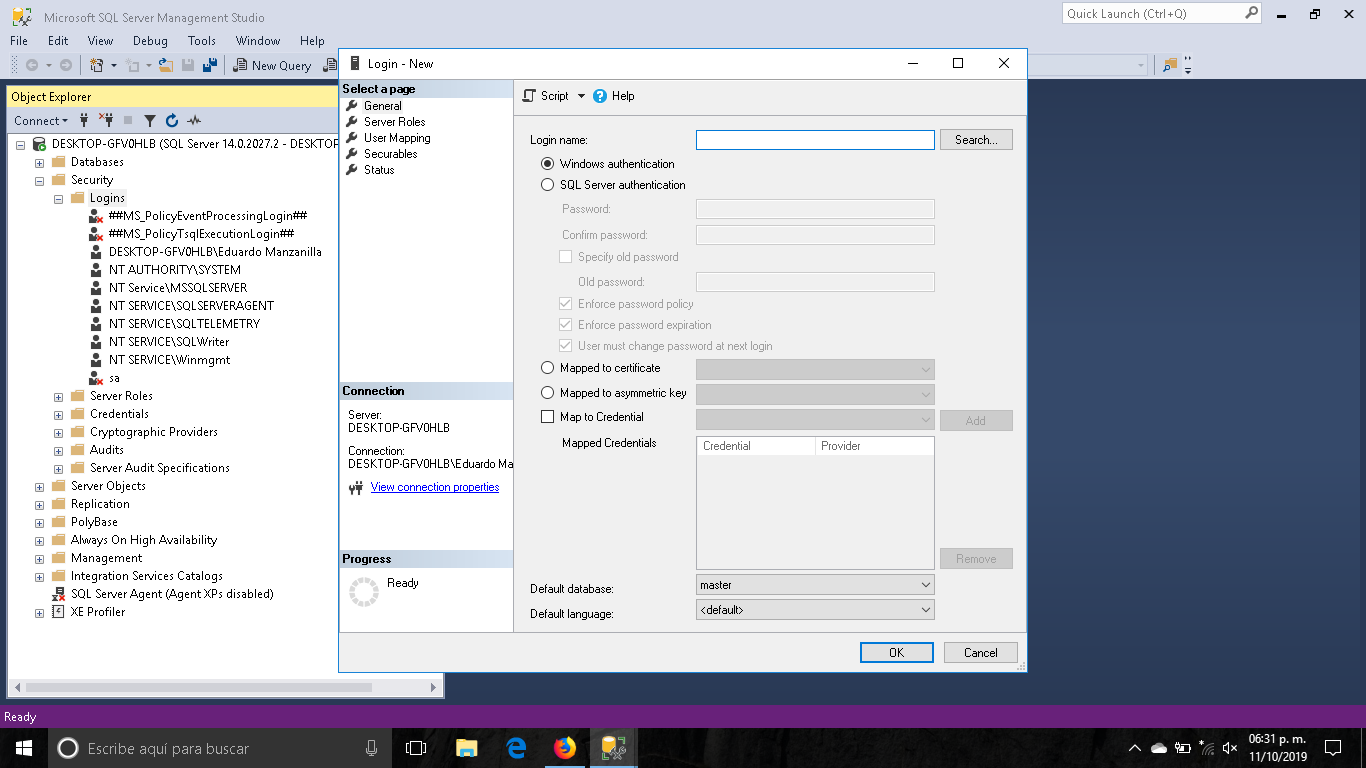 Microsoft SQL Server Management Studio
Quick Launch (Ctrl+Q)
File Edit View Debug Tools Window Help
New Query
Object Explorer
Connect
DESKTOP-GFV0HLB (SQL Server 14.0.2027.2 - DESKTOP
Databases
Security
Logins
##MS_PolicyEventProcessingLogin##
##MS_PolicyTsqlExecutionLogin##
DESKTOP-GFV0HLB\Eduardo Manzanilla
NT AUTHORITY\SYSTEM
NT Service\MSSQLSERVER
NT SERVICE\SQLSERVERAGENT
NT SERVICE\SQLTELEMETRY
NT SERVICE\SQLWriter
NT SERVICE\Winmgmt
sa
Server Roles
Credentials
Cryptographic Providers
Audits
Server Audit Specifications
Server Objects
Replication
PolyBase
Always On High Availability
Management
Integration Services Catalogs
SQL Server Agent (Agent XPs disabled)
XE Profiler
Login - New
Select a page
General
Server Roles
User Mapping
Securables
Status
Connection
Server:
DESKTOP-GFV0HLB
Connection:
DESKTOP-GFV0HLB\Eduardo Ma
View connection properties
Progress
Ready
Script Help
Login name: Search...
Windows authentication
SQL Server authentication
Password:
Confirm password:
Specify old password
Old password:
Enforce password policy
Enforce password expiration
User must change password at next login
Mapped to certificate
Mapped to asymmetric key
Map to Credential Add
Mapped Credentials Credential Provider
Remove
Default database: master
Default language: <default>
OK Cancel
Ready
Escribe aquí para buscar
06:31 p. m.
11/10/2019